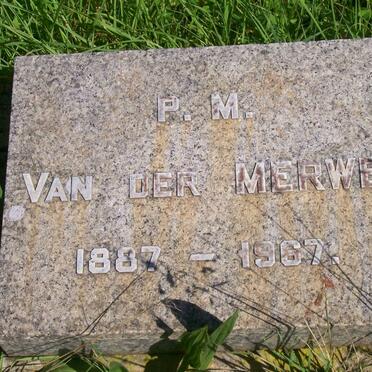 P. M.
VAN DER MERWE
1887 – 1967.